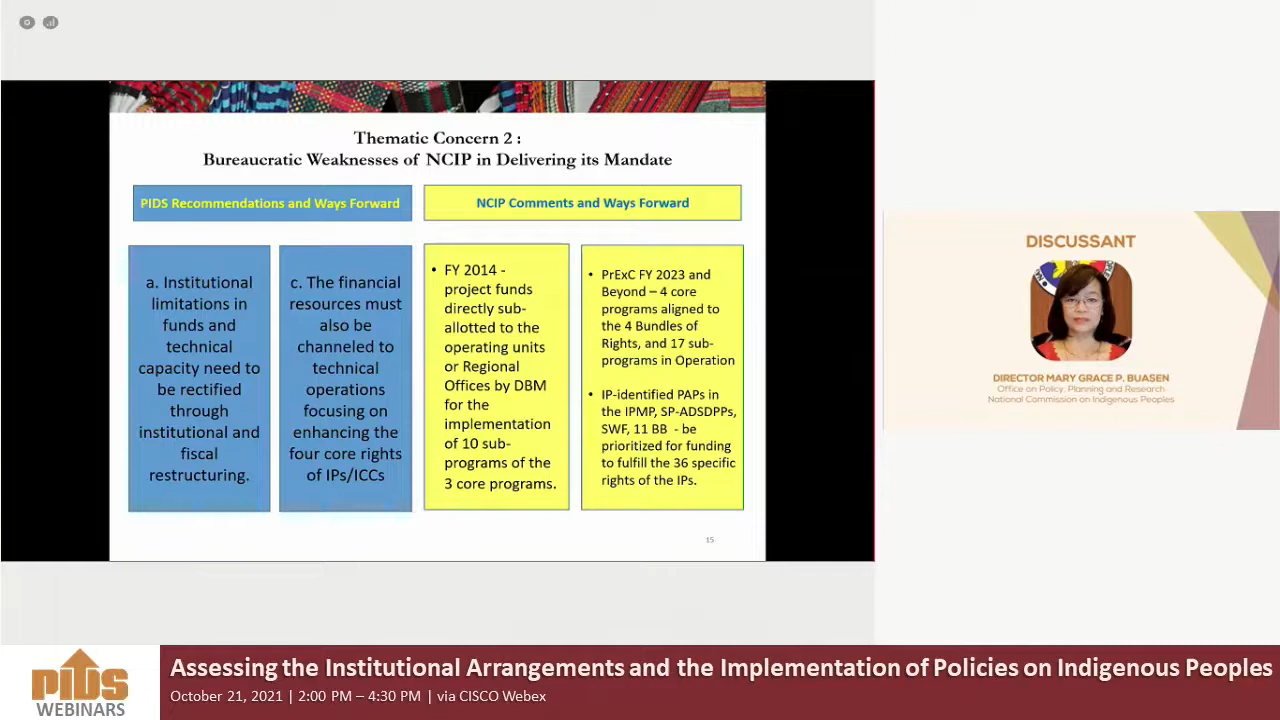 Thematic Concern 2 :
Bureaucratic Weaknesses of NCIP in Delivering its Mandate
PIDS Recommendations and Ways Forward
NCIP Comments and Ways Forward
a. Institutional
limitations in
funds and
technical
capacity need to
be rectified
through
institutional and
fiscal
restructuring.
c. The financial
resources must
also be
channeled to
technical
operations
focusing on
enhancing the
four core rights
of IPs/ICCs
• FY 2014 -
project funds
directly sub-
allotted to the
operating units
or Regional
Offices by DBM
for the
implementation
of 10 sub-
programs of the
3 core programs.
• PrExC FY 2023 and
Beyond – 4 core
programs aligned to
the 4 Bundles of
Rights, and 17 sub-
programs in Operation
• IP-identified PAPs in
the IPMP, SP-ADSDPPs,
SWF, 11 BB - be
prioritized for funding
to fulfill the 36 specific
rights of the IPs.
15
DISCUSSANT
DIRECTOR MARY GRACE P. BUASEN
Office on Policy, Planning and Research
National Commission on Indigenous Peoples
PIDS
WEBINARS
Assessing the Institutional Arrangements and the Implementation of Policies on Indigenous Peoples
October 21, 2021 | 2:00 PM – 4:30 PM | via CISCO Webex